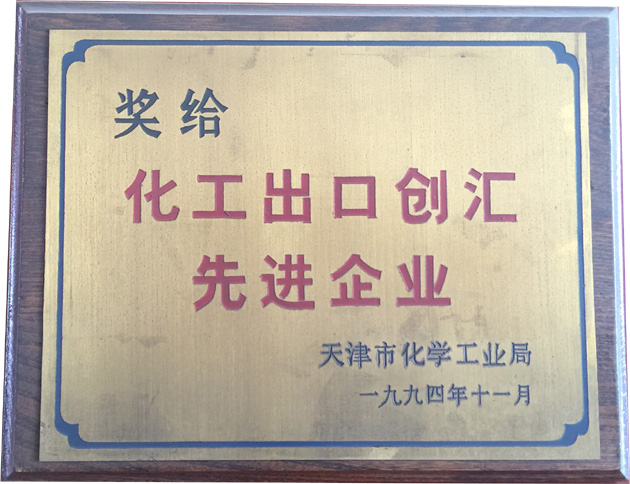 奖给
化工出口创汇
先进企业
天津市化学工业局
一九九四年十一月